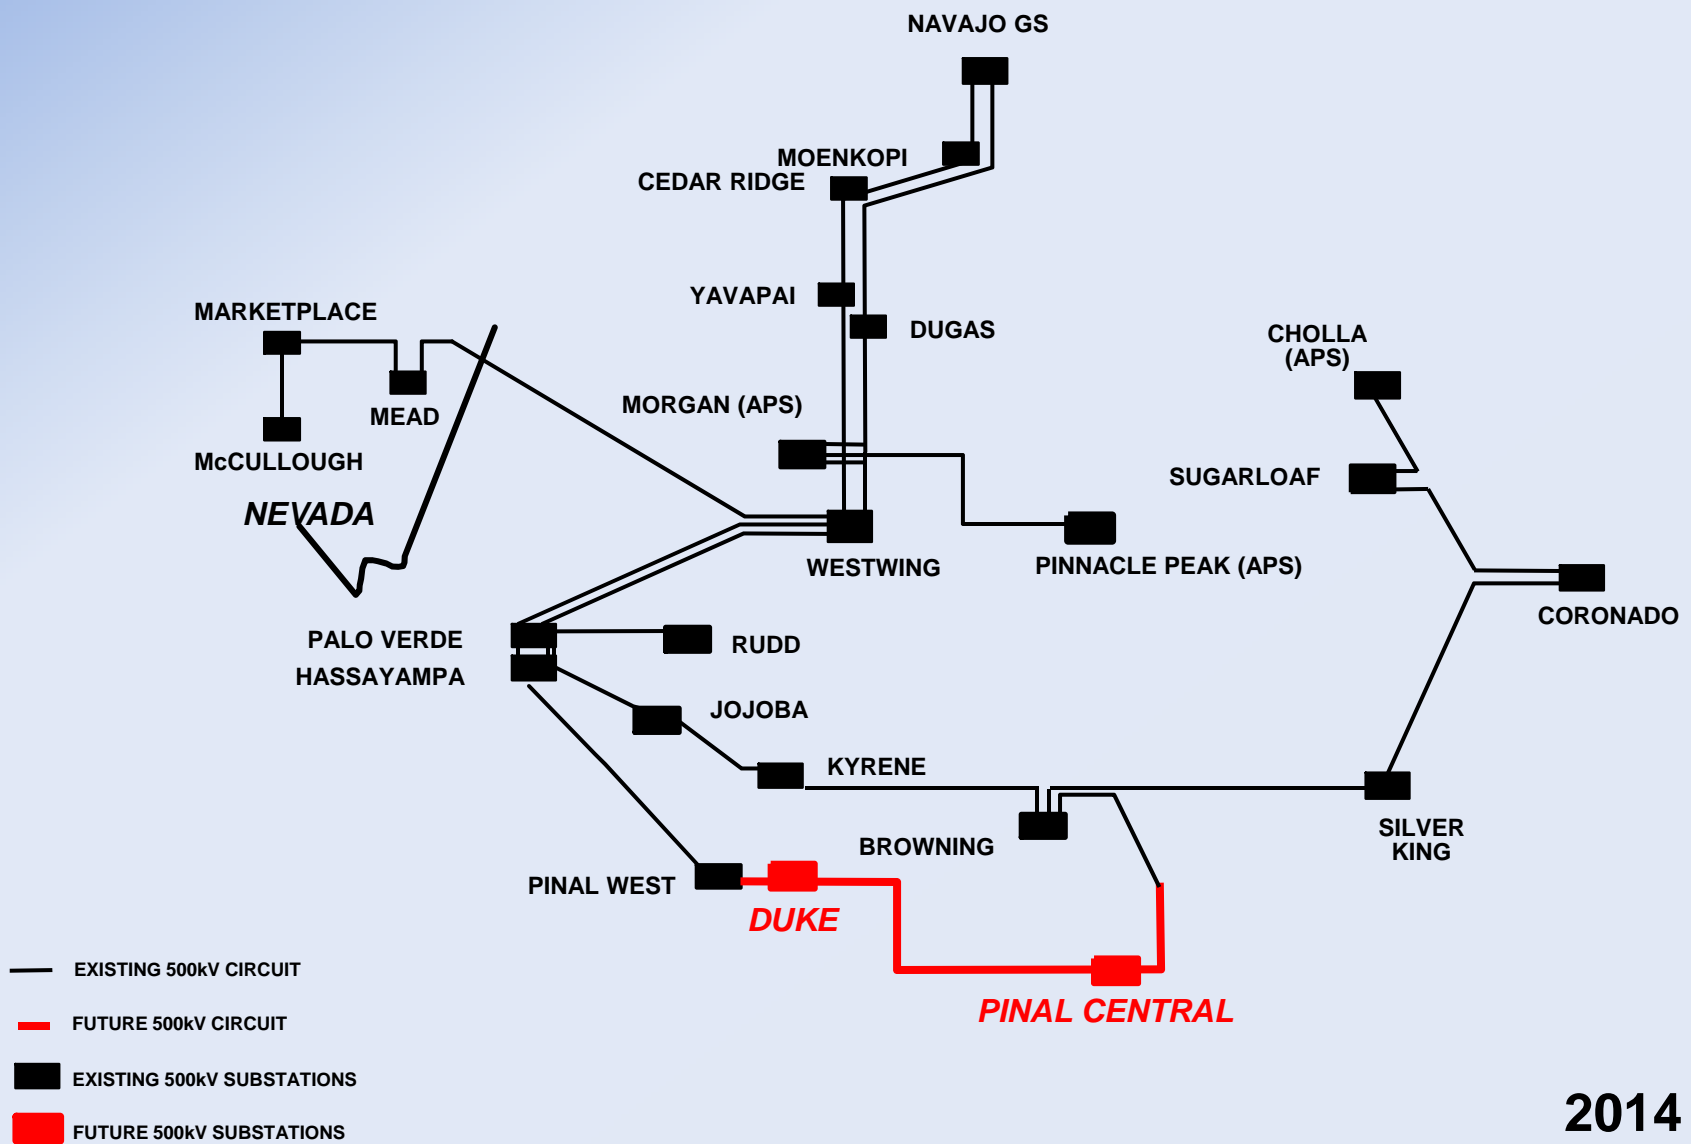 NAVAJO GS
MOENKOPI
CEDAR RIDGE
YAVAPAI
MARKETPLACE
DUGAS
CHOLLA
(APS)
MORGAN (APS)
MEAD
McCULLOUGH
SUGARLOAF
NEVADA
WESTWING
PINNACLE PEAK (APS)
CORONADO
PALO VERDE
RUDD
HASSAYAMPA
JOJOBA
KYRENE
SILVER
KING
BROWNING
PINAL WEST
DUKE
PINAL CENTRAL
EXISTING 500kV CIRCUIT
FUTURE 500kV CIRCUIT
EXISTING 500kV SUBSTATIONS
FUTURE 500kV SUBSTATIONS
2014